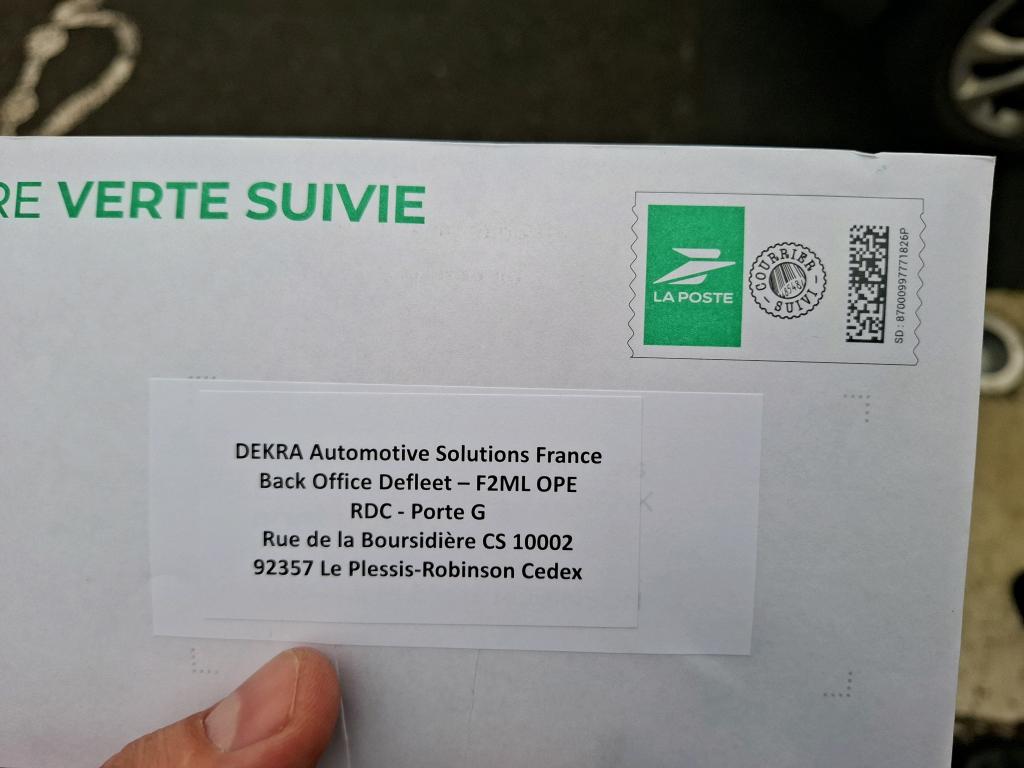 RE VERTE SUIVIE
LA POSTE
COURRIER
SUIVI
SD : 87000997771826P
DEKRA Automotive Solutions France
Back Office Defleet – F2ML OPE
RDC - Porte G
Rue de la Boursidière CS 10002
92357 Le Plessis-Robinson Cedex